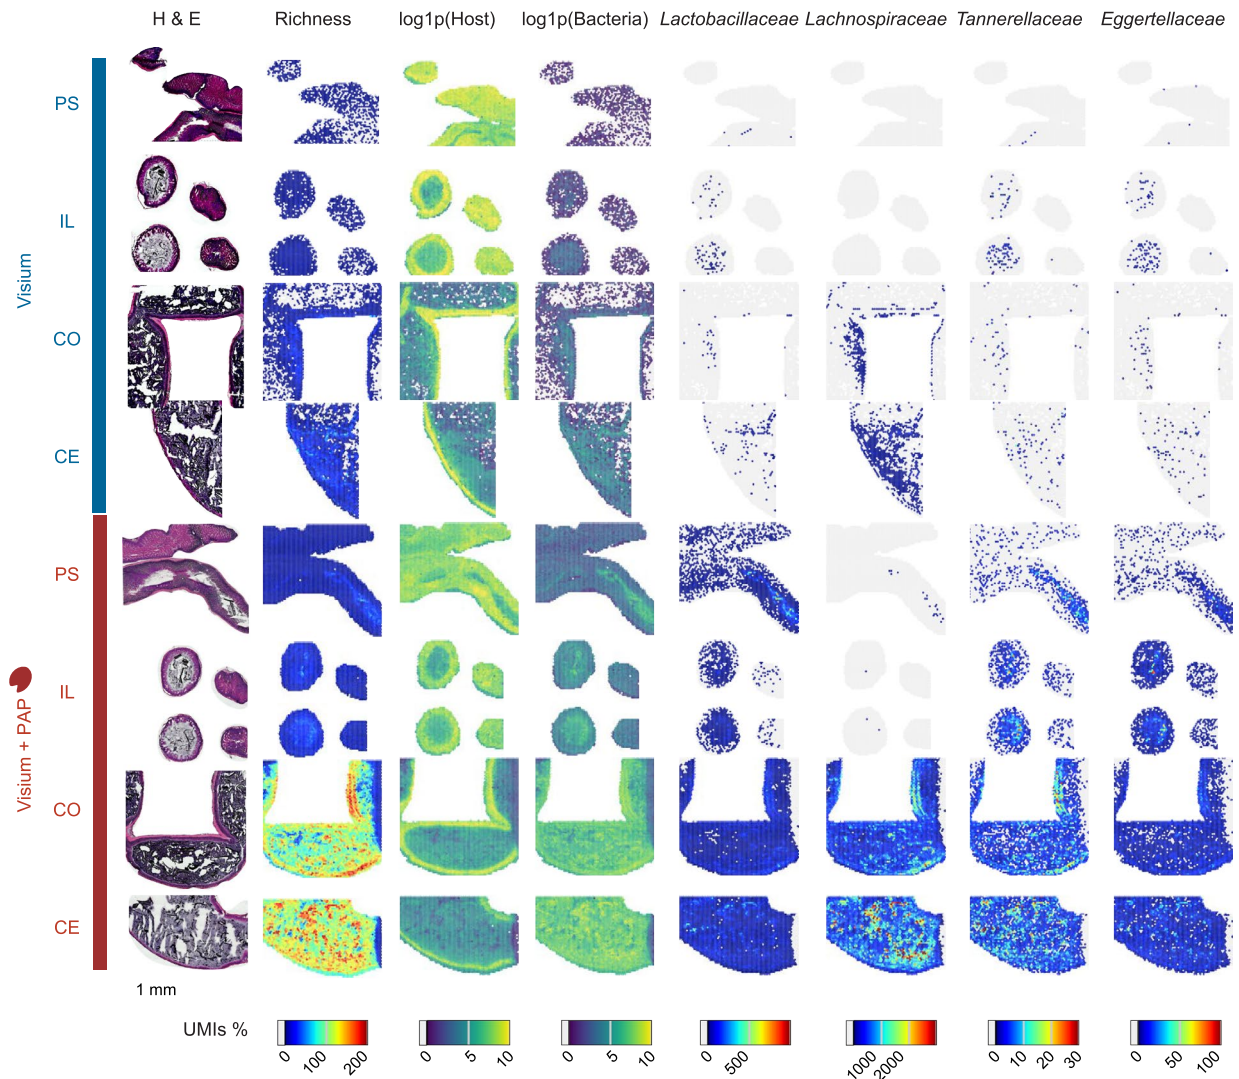 H & E Richness log1p(Host) log1p(Bacteria) Lactobacillaceae Lachnospiraceae Tannerellaceae Eggertellaceae
Visium
PS
IL
CO
CE
Visium + PAP
PS
IL
CO
CE
1 mm
UMIs %
0 100 200
0 5 10
0 5 10
0 500
1000 2000
0 10 20 30
0 50 100